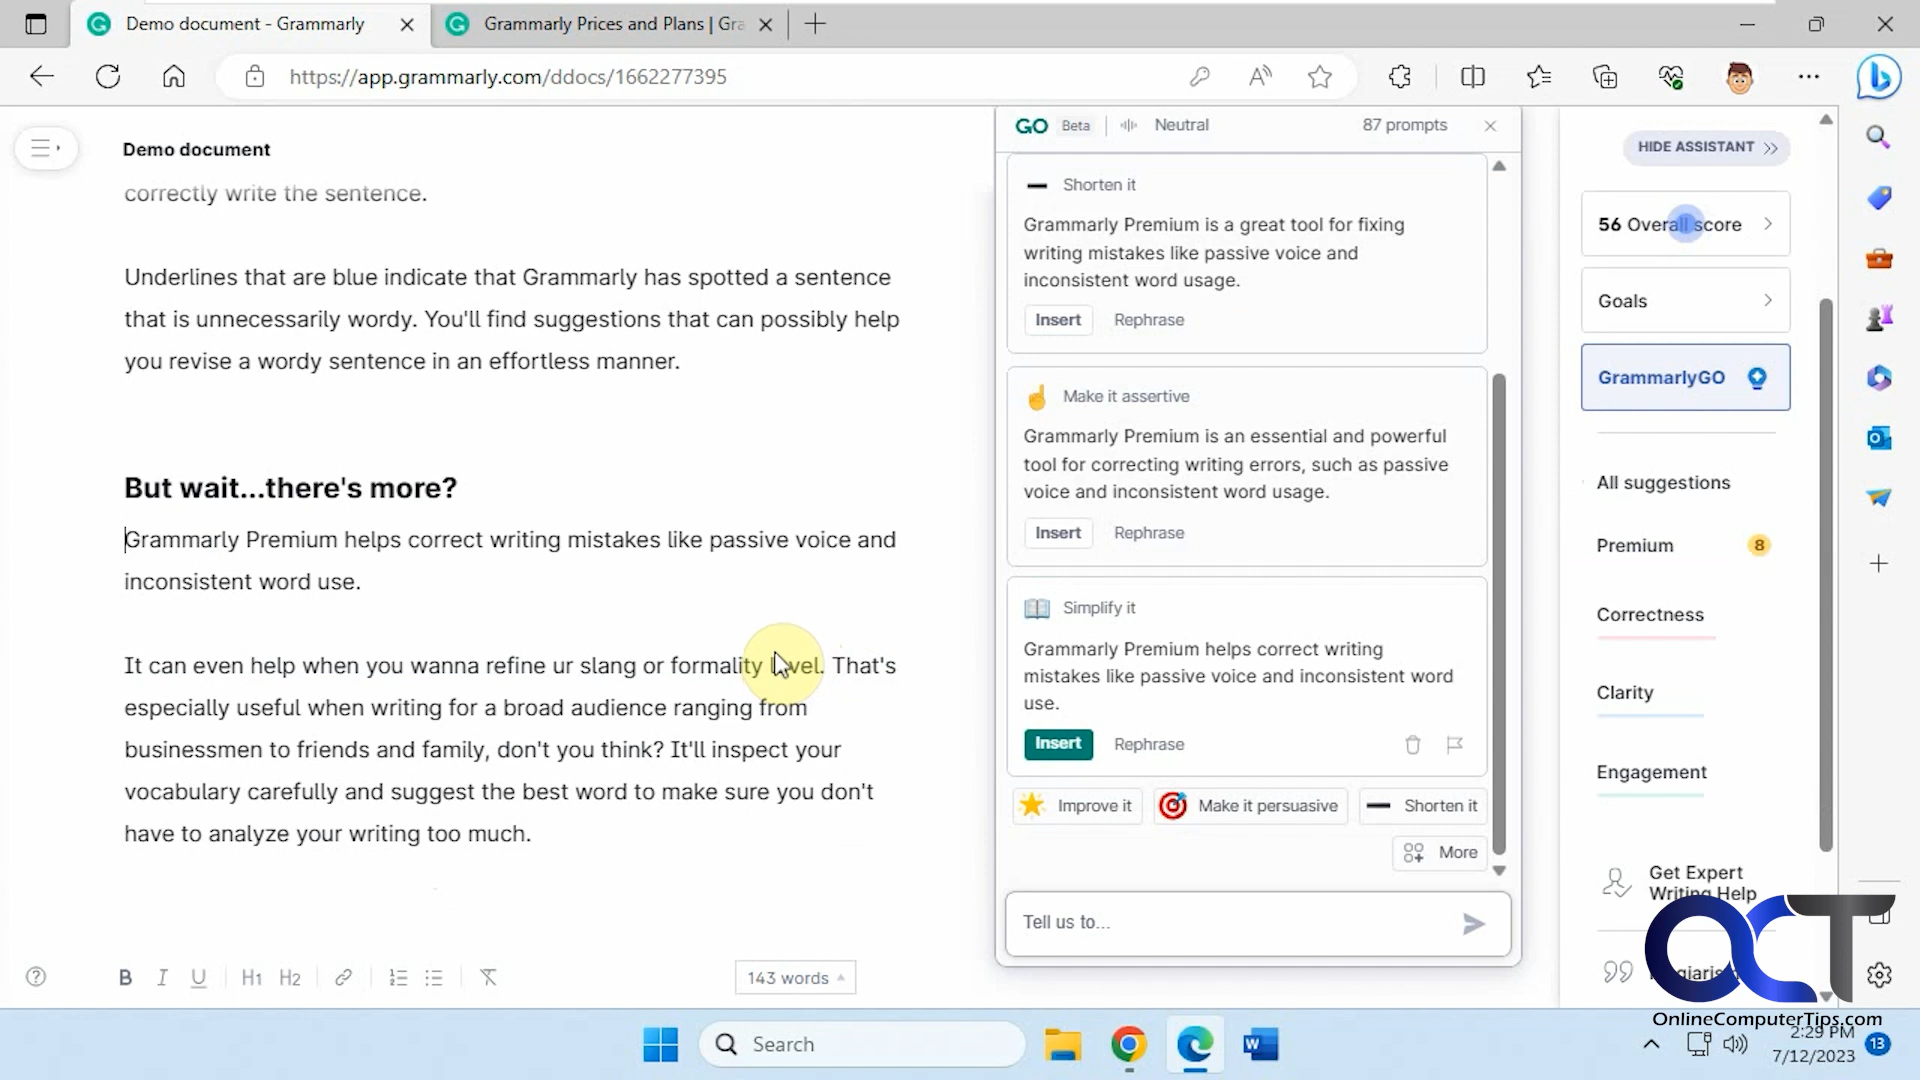 Demo document - Grammarly
Grammarly Prices and Plans | Gra
https://app.grammarly.com/ddocs/1662277395
Demo document
correctly write the sentence.
Underlines that are blue indicate that Grammarly has spotted a sentence
that is unnecessarily wordy. You'll find suggestions that can possibly help
you revise a wordy sentence in an effortless manner.
But wait...there's more?
Grammarly Premium helps correct writing mistakes like passive voice and
inconsistent word use.
It can even help when you wanna refine ur slang or formality level. That's
especially useful when writing for a broad audience ranging from
businessmen to friends and family, don't you think? It'll inspect your
vocabulary carefully and suggest the best word to make sure you don't
have to analyze your writing too much.
B I U H1 H2
143 words
GO Beta Neutral 87 prompts
Shorten it
Grammarly Premium is a great tool for fixing
writing mistakes like passive voice and
inconsistent word usage.
Insert Rephrase
Make it assertive
Grammarly Premium is an essential and powerful
tool for correcting writing errors, such as passive
voice and inconsistent word usage.
Insert Rephrase
Simplify it
Grammarly Premium helps correct writing
mistakes like passive voice and inconsistent word
use.
Insert Rephrase
Improve it Make it persuasive Shorten it
More
Tell us to...
HIDE ASSISTANT
56 Overall score
Goals
GrammarlyGO
All suggestions
Premium 8
Correctness
Clarity
Engagement
Get Expert
Writing Help
OCT
OnlineComputerTips.com
Search
2:29 PM
7/12/2023
13